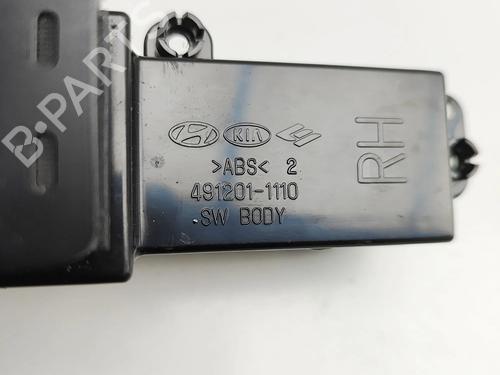 B-PARTS
KIA
>ABS< 2
491201-1110
SW BODY
RH